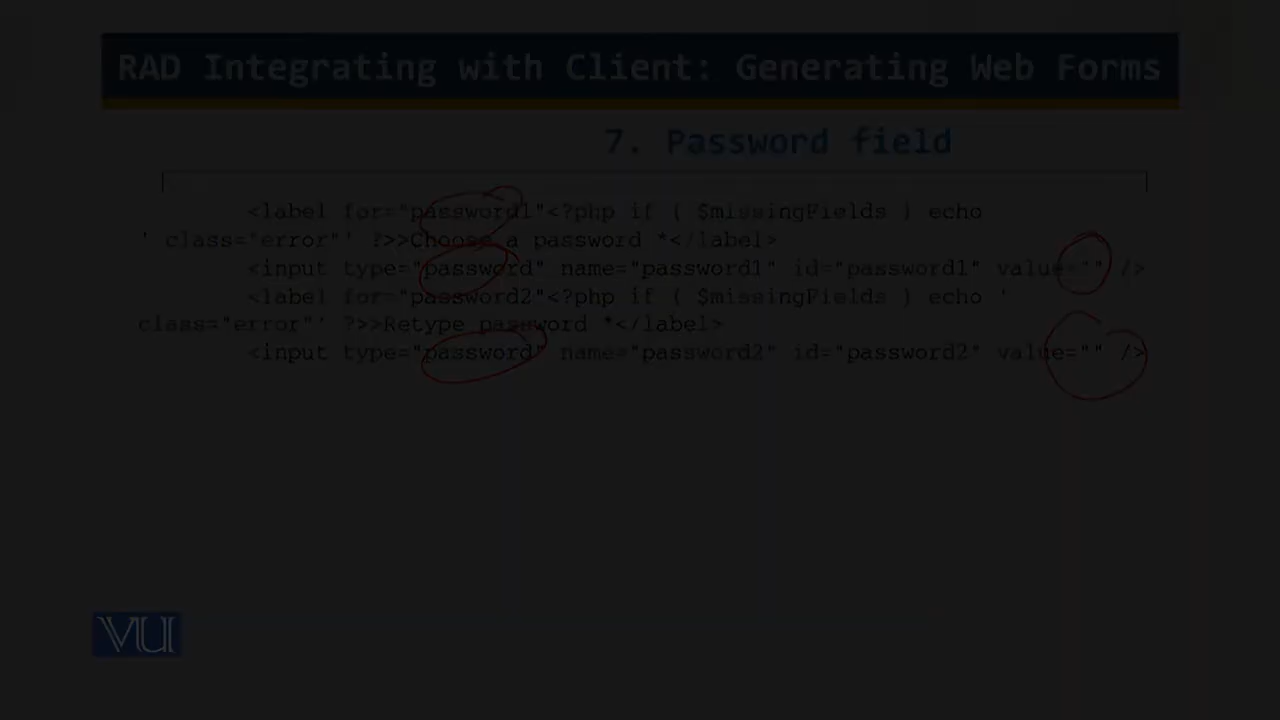 RAD Integrating with Client: Generating Web Forms
7. Password field
<label for="password1"<?php if ( $missingFields ) echo
' class="error"' ?>>Choose a password *</label>
<input type="password" name="password1" id="password1" value="" />
<label for="password2"<?php if ( $missingFields ) echo '
class="error"' ?>>Retype password *</label>
<input type="password" name="password2" id="password2" value="" />
VU